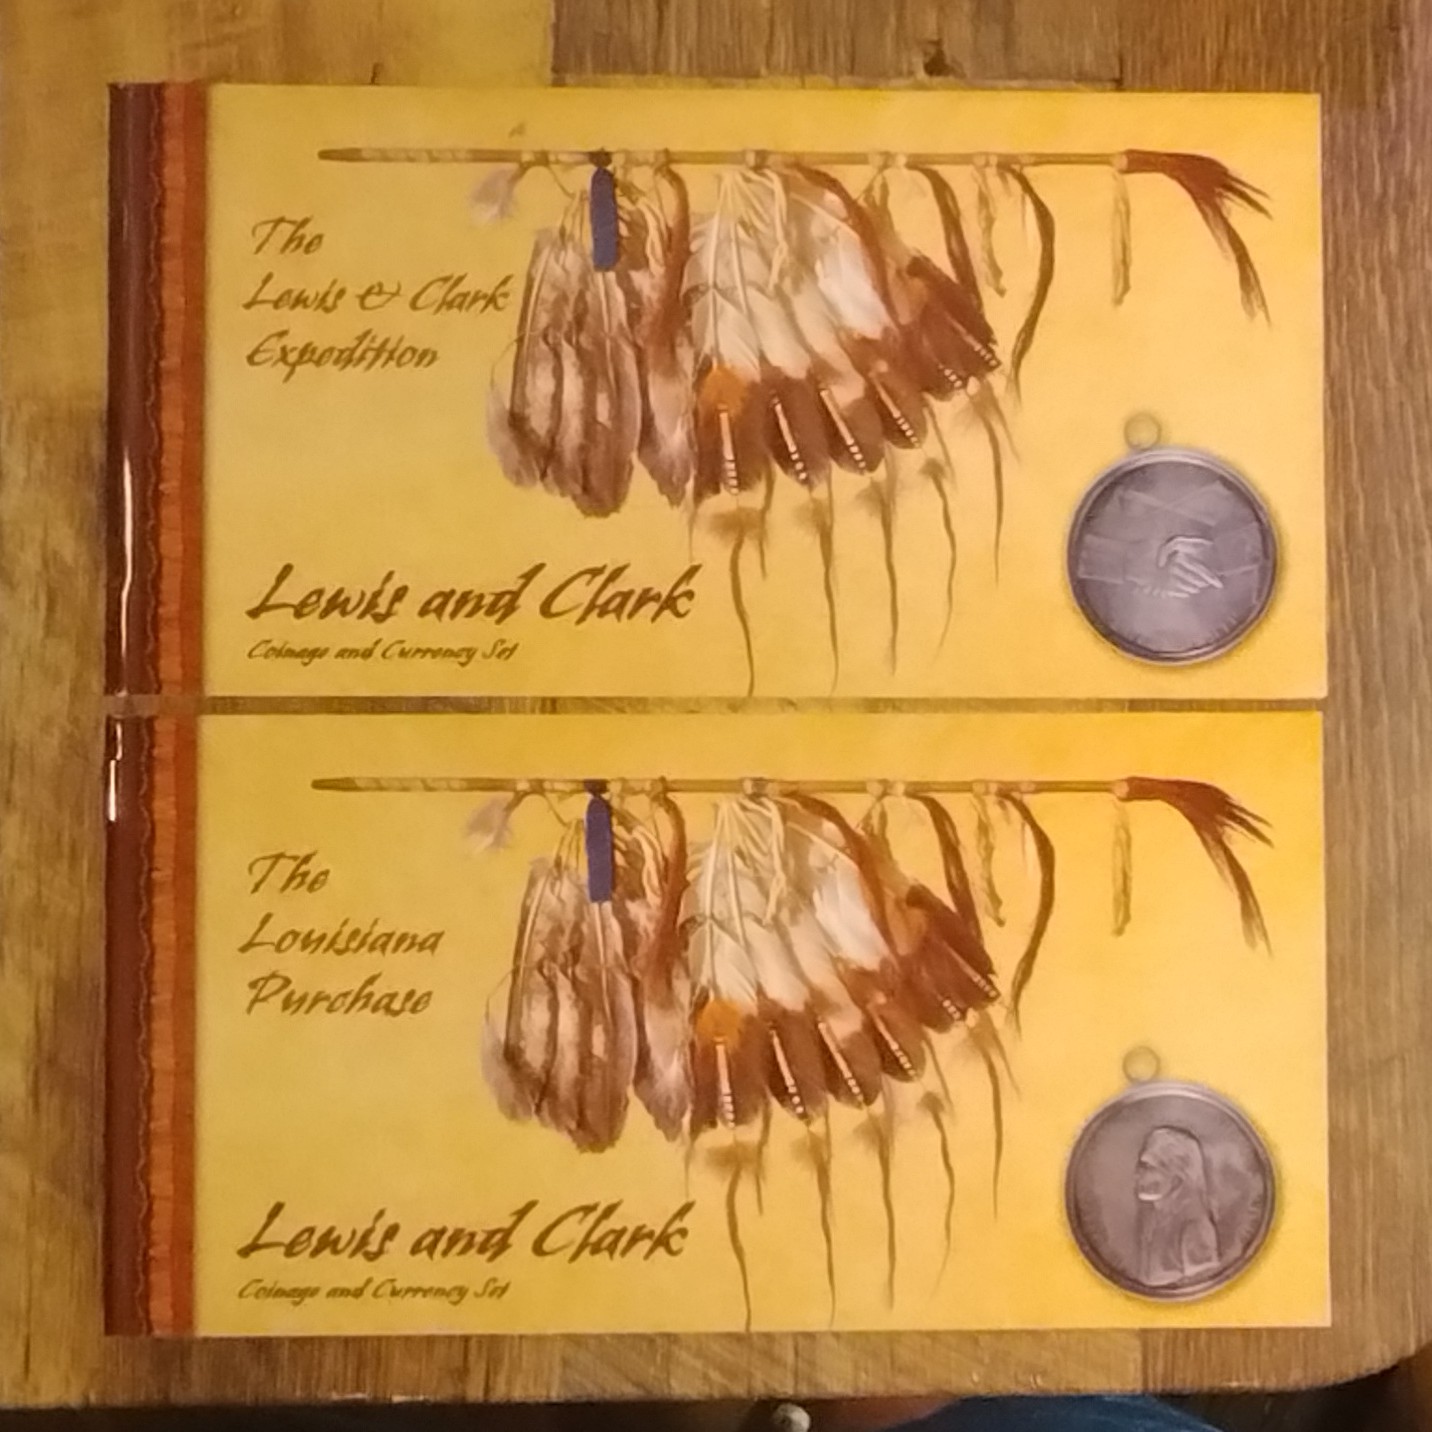 The
Lewis & Clark
Expedition
Lewis and Clark
Coinage and Currency Set
The
Louisiana
Purchase
Lewis and Clark
Coinage and Currency Set